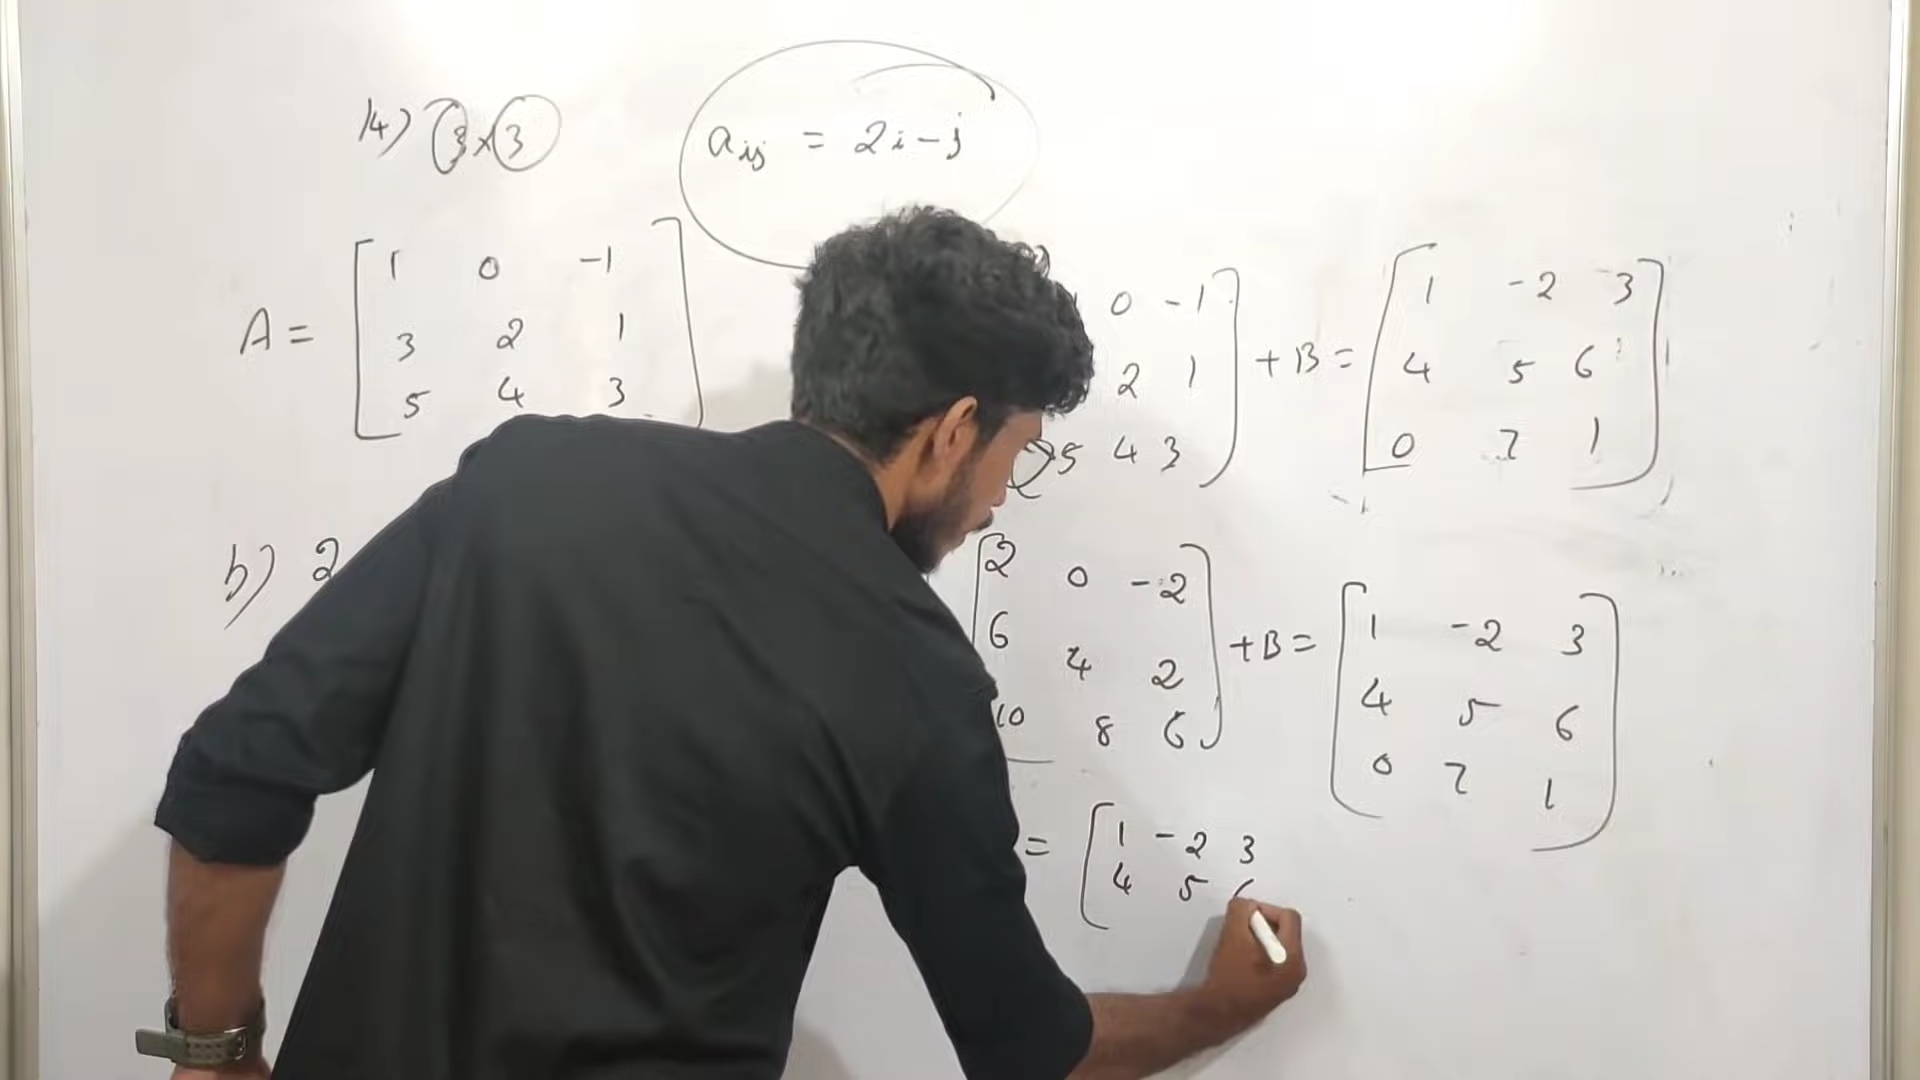 14) 3×3
a_ij = 2i-j
A = [1 0 -1
3 2 1
5 4 3
0 -1
2 1
5 4 3] + B = [1 -2 3
4 5 6
0 7 1]
b) 2
[2 0 -2
6 4 2
10 8 6] + B = [1 -2 3
4 5 6
0 7 1]
= [1 -2 3
4 5